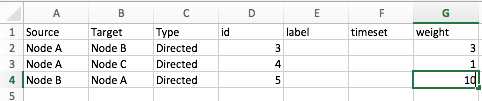 A B C D E F G
1 Source Target Type id label timeset weight
2 Node A Node B Directed 3 3
3 Node A Node C Directed 4 1
4 Node B Node A Directed 5 10
5